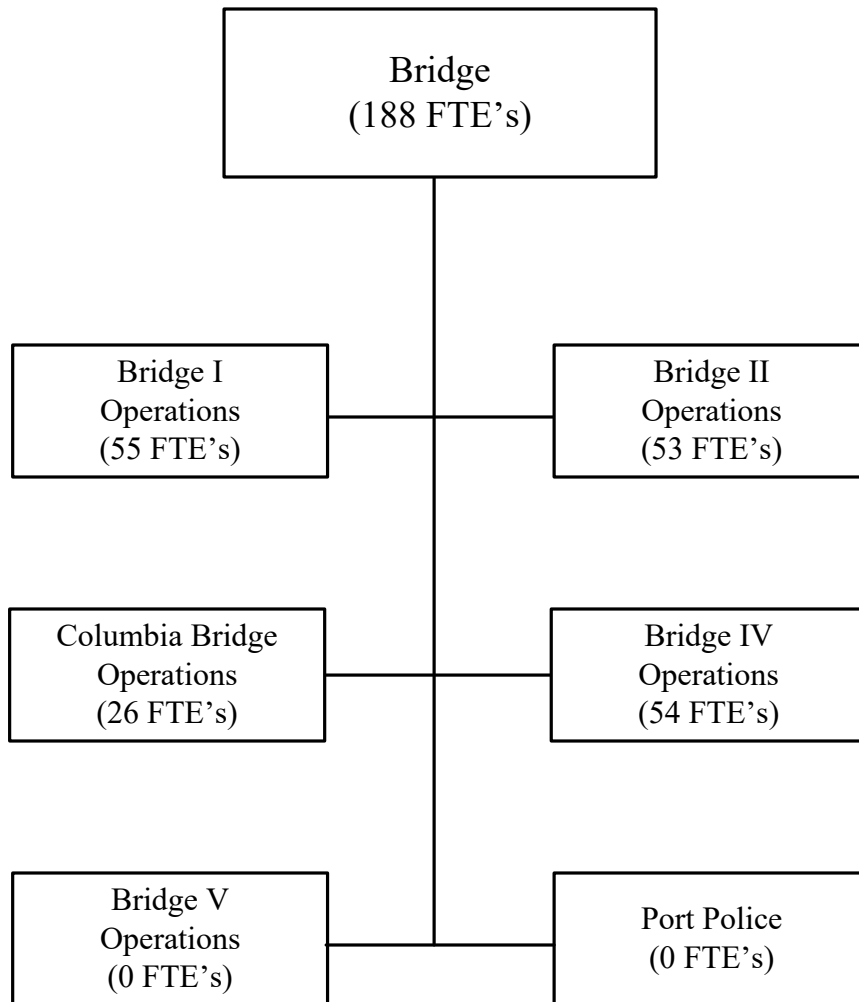 Bridge
(188 FTE’s)
Bridge I
Operations
(55 FTE’s)
Bridge II
Operations
(53 FTE’s)
Columbia Bridge
Operations
(26 FTE’s)
Bridge IV
Operations
(54 FTE’s)
Bridge V
Operations
(0 FTE’s)
Port Police
(0 FTE’s)